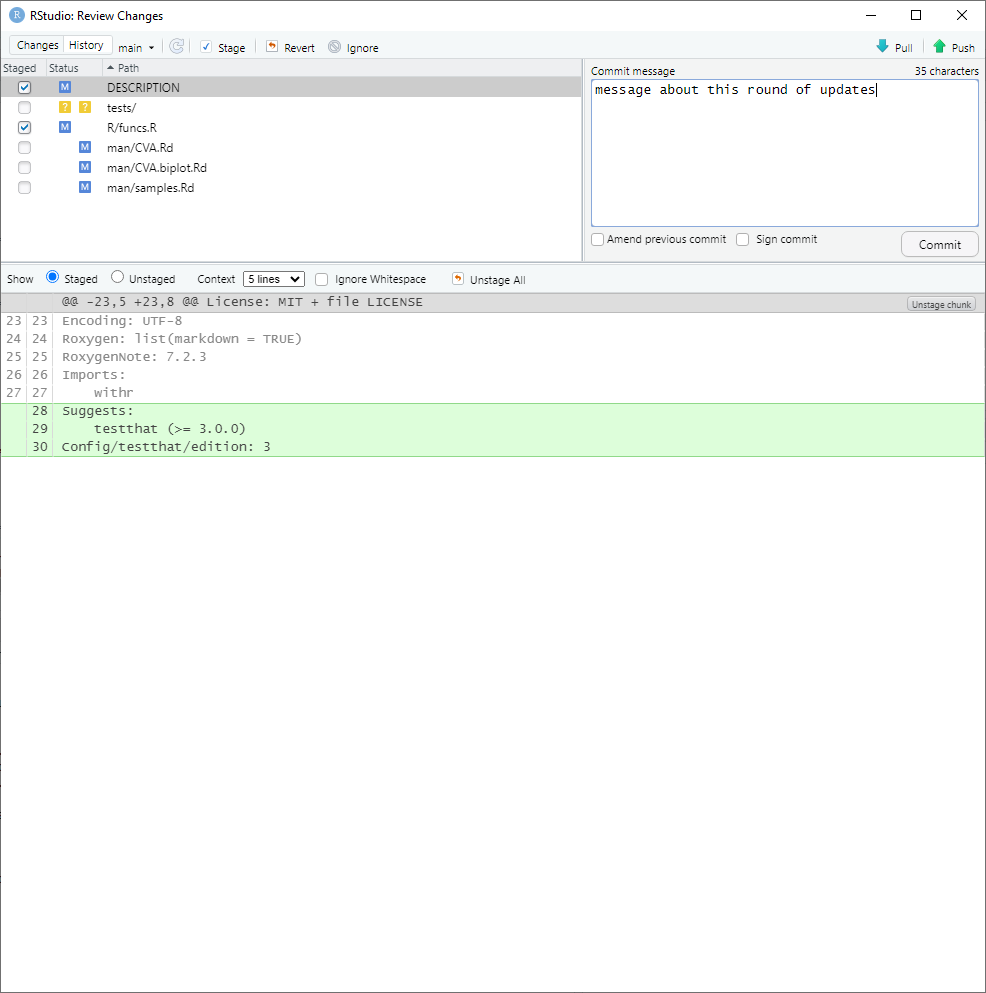 R RStudio: Review Changes
Changes History main Stage Revert Ignore Pull Push
Staged Status Path
M DESCRIPTION
? ? tests/
M R/funcs.R
M man/CVA.Rd
M man/CVA.biplot.Rd
M man/samples.Rd
Commit message 35 characters
message about this round of updates
Amend previous commit Sign commit Commit
Show Staged Unstaged Context 5 lines Ignore Whitespace Unstage All
@@ -23,5 +23,8 @@ License: MIT + file LICENSE Unstage chunk
23 23 Encoding: UTF-8
24 24 Roxygen: list(markdown = TRUE)
25 25 RoxygenNote: 7.2.3
26 26 Imports:
27 27 withr
28 Suggests:
29 testthat (>= 3.0.0)
30 Config/testthat/edition: 3